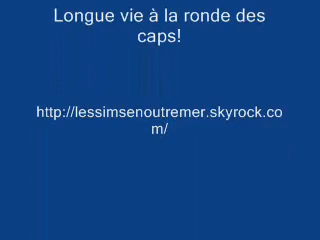 Longue vie à la ronde des
caps!
http://lessimsenoutremer.skyrock.co
m/